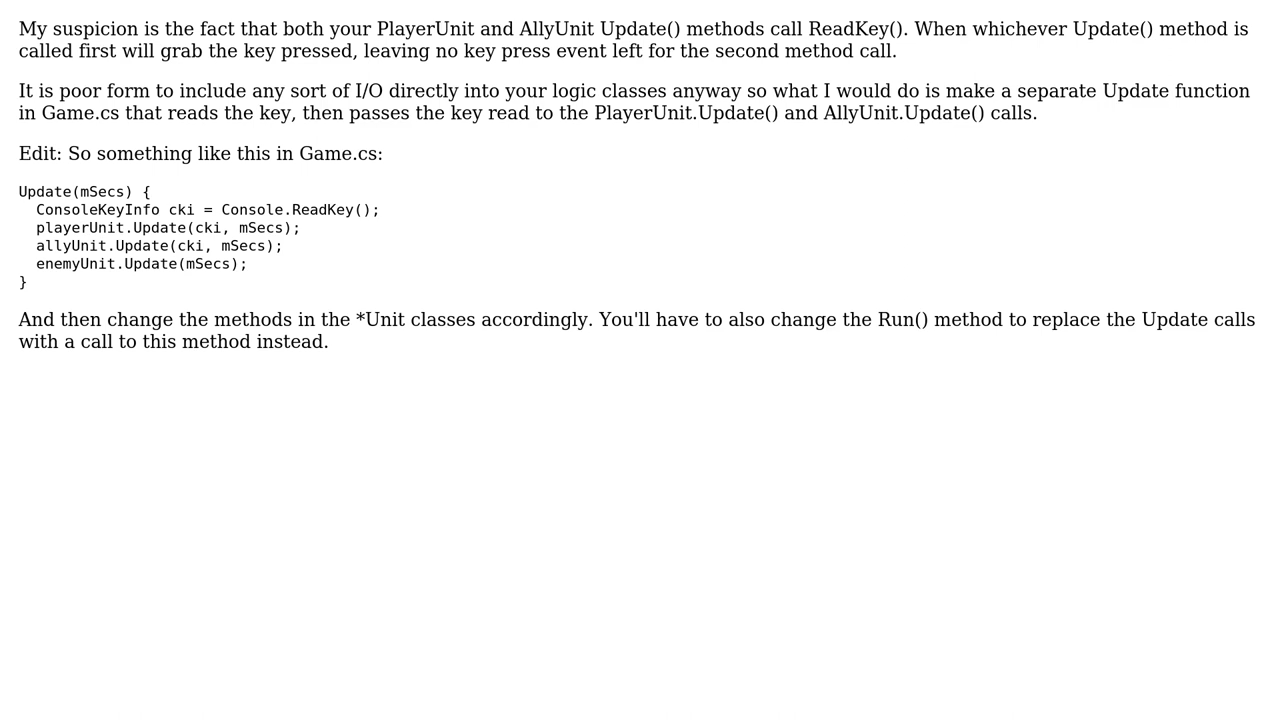 My suspicion is the fact that both your PlayerUnit and AllyUnit Update() methods call ReadKey(). When whichever Update() method is
called first will grab the key pressed, leaving no key press event left for the second method call.
It is poor form to include any sort of I/O directly into your logic classes anyway so what I would do is make a separate Update function
in Game.cs that reads the key, then passes the key read to the PlayerUnit.Update() and AllyUnit.Update() calls.
Edit: So something like this in Game.cs:
Update(mSecs) {
  ConsoleKeyInfo cki = Console.ReadKey();
  playerUnit.Update(cki, mSecs);
  allyUnit.Update(cki, mSecs);
  enemyUnit.Update(mSecs);
}
And then change the methods in the *Unit classes accordingly. You'll have to also change the Run() method to replace the Update calls
with a call to this method instead.